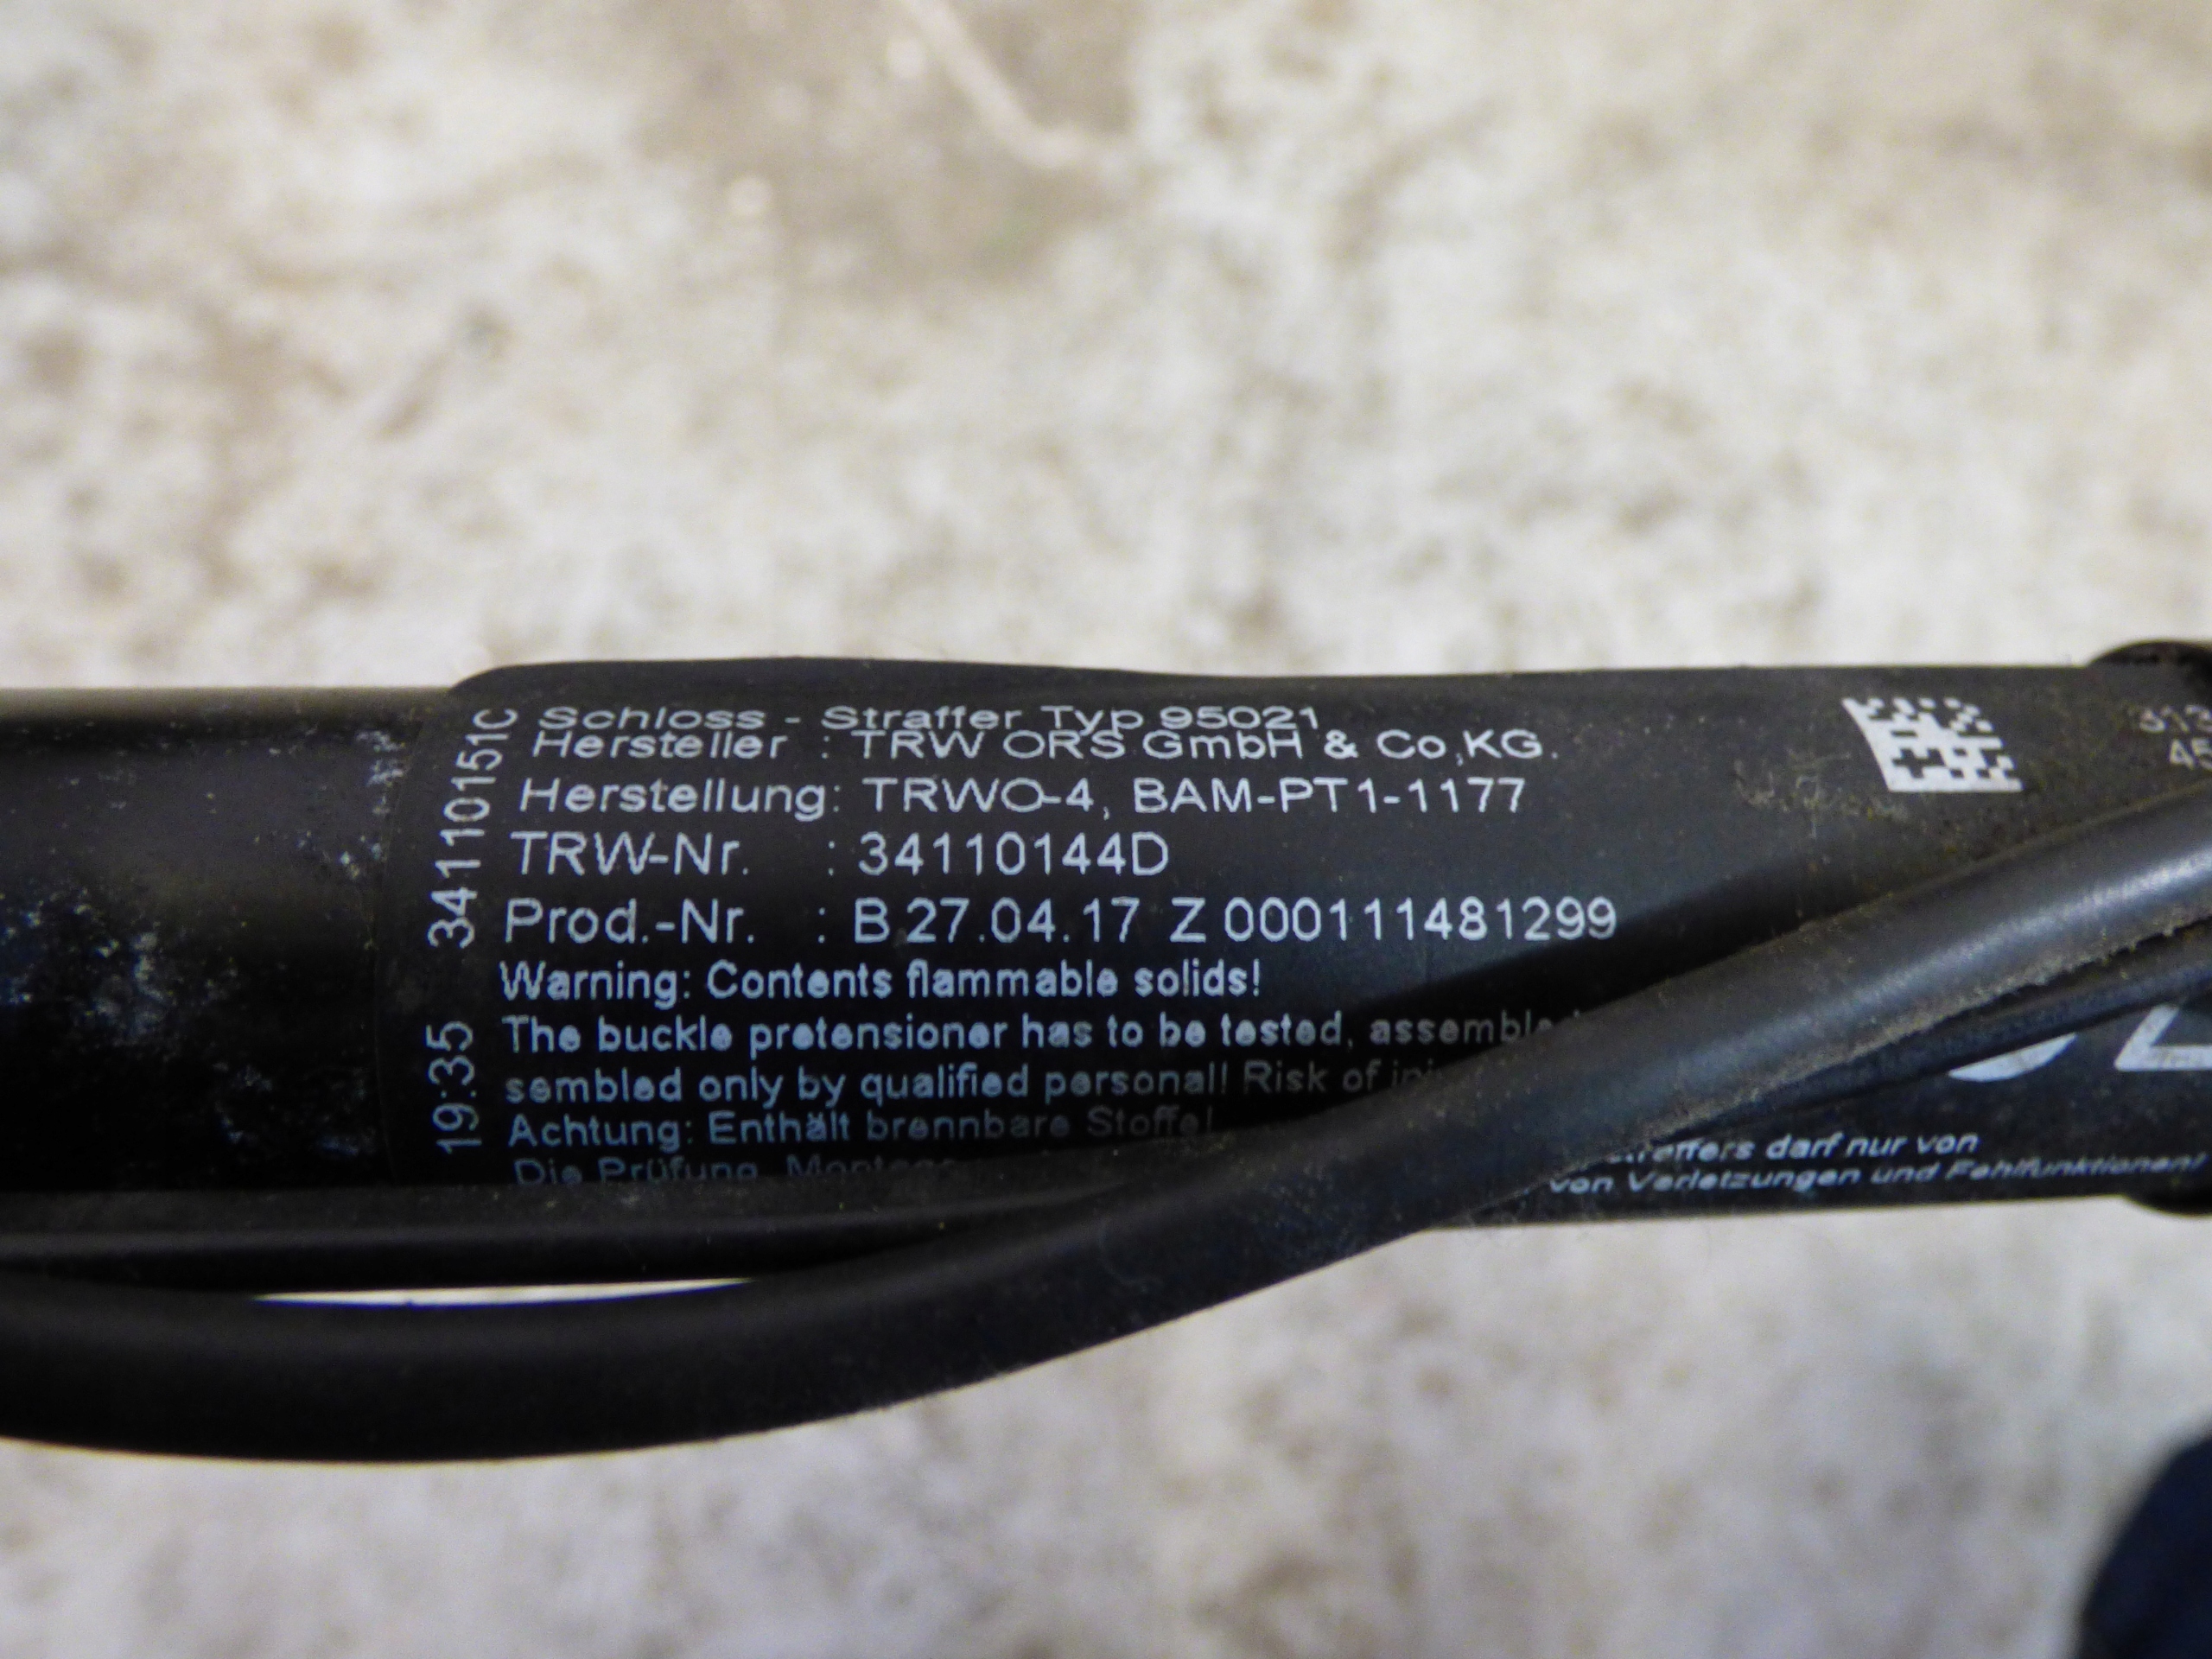 Schloss - Straffer Typ 95021
Hersteller : TRW ORS GmbH & Co,KG.
Herstellung: TRWO-4, BAM-PT1-1177
TRW-Nr. : 34110144D
Prod.-Nr. : B 27.04.17 Z 000111481299
Warning: Contents flammable solids!
The buckle pretensioner has to be tested,
sembled only by qualified personal! Risk of
Achtung: Enthält brennbare Stoffe!
Die Prüfung,
darf nur von
von Verletzungen und Fehlfunktionen!
19:35 34110151C